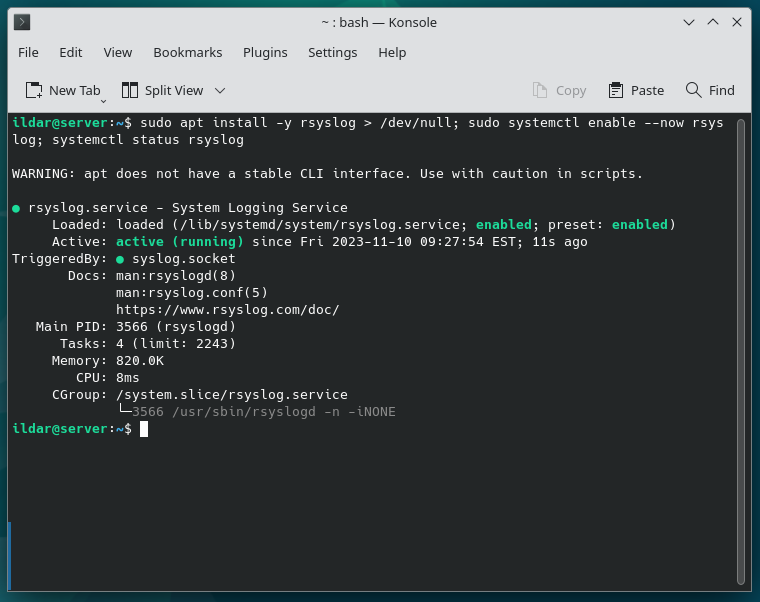 ~ : bash — Konsole
File Edit View Bookmarks Plugins Settings Help
New Tab Split View Copy Paste Find
ildar@server:~$ sudo apt install -y rsyslog > /dev/null; sudo systemctl enable --now rsys
log; systemctl status rsyslog
WARNING: apt does not have a stable CLI interface. Use with caution in scripts.
● rsyslog.service - System Logging Service
Loaded: loaded (/lib/systemd/system/rsyslog.service; enabled; preset: enabled)
Active: active (running) since Fri 2023-11-10 09:27:54 EST; 11s ago
TriggeredBy: ● syslog.socket
Docs: man:rsyslogd(8)
man:rsyslog.conf(5)
https://www.rsyslog.com/doc/
Main PID: 3566 (rsyslogd)
Tasks: 4 (limit: 2243)
Memory: 820.0K
CPU: 8ms
CGroup: /system.slice/rsyslog.service
└─3566 /usr/sbin/rsyslogd -n -iNONE
ildar@server:~$